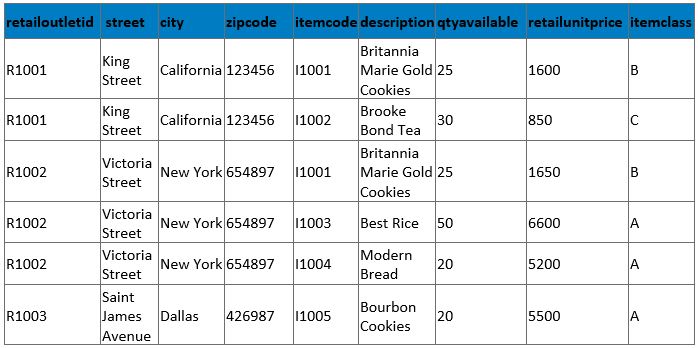 retailoutletid street city zipcode itemcode description qtyavailable retailunitprice itemclass
R1001 King Street California 123456 I1001 Britannia Marie Gold Cookies 25 1600 B
R1001 King Street California 123456 I1002 Brooke Bond Tea 30 850 C
R1002 Victoria Street New York 654897 I1001 Britannia Marie Gold Cookies 25 1650 B
R1002 Victoria Street New York 654897 I1003 Best Rice 50 6600 A
R1002 Victoria Street New York 654897 I1004 Modern Bread 20 5200 A
R1003 Saint James Avenue Dallas 426987 I1005 Bourbon Cookies 20 5500 A